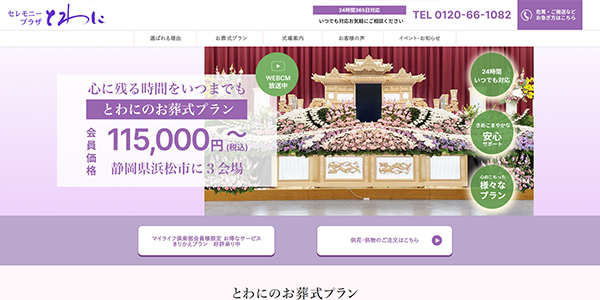 セレモニー
プラザ
とわに
24時間365日対応
いつでも対応お気軽にご相談ください
TEL 0120-66-1082
危篤・ご搬送など
お急ぎ方はこちら
選ばれる理由
お葬式プラン
式場案内
お客様の声
イベント・お知らせ
心に残る時間をいつまでも
とわにのお葬式プラン
会員価格
115,000円～
(税込)
静岡県浜松市に３会場
WEBCM
放送中
24時間
いつでも対応
きめこまやかな
安心
サポート
心のこもった
様々な
プラン
マイライフ倶楽部会員様限定 お得なサービス
きりかえプラン 好評承り中
供花・供物のご注文はこちら
とわにのお葬式プラン